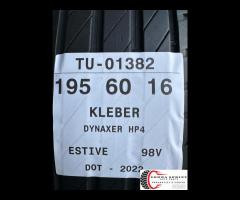 TU-01382
195 60 16
KLEBER
DYNAXER HP4
ESTIVE 98V
DOT - 2022